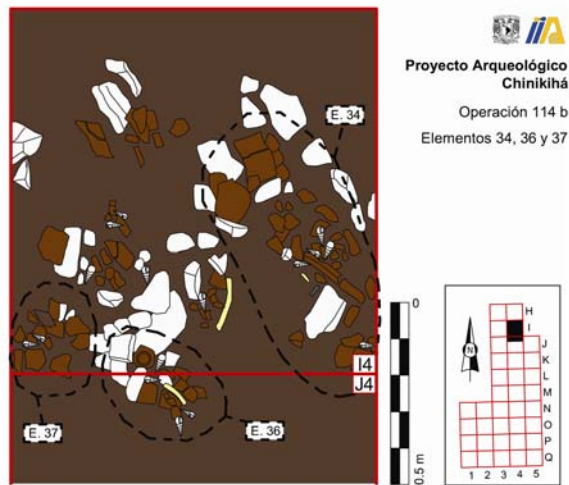 Proyecto Arqueológico
Chinikihá
Operación 114 b
Elementos 34, 36 y 37
E. 34
I4
J4
E. 37
E. 36
0
0.5 m
N
H
I
J
K
L
M
N
O
P
Q
1 2 3 4 5